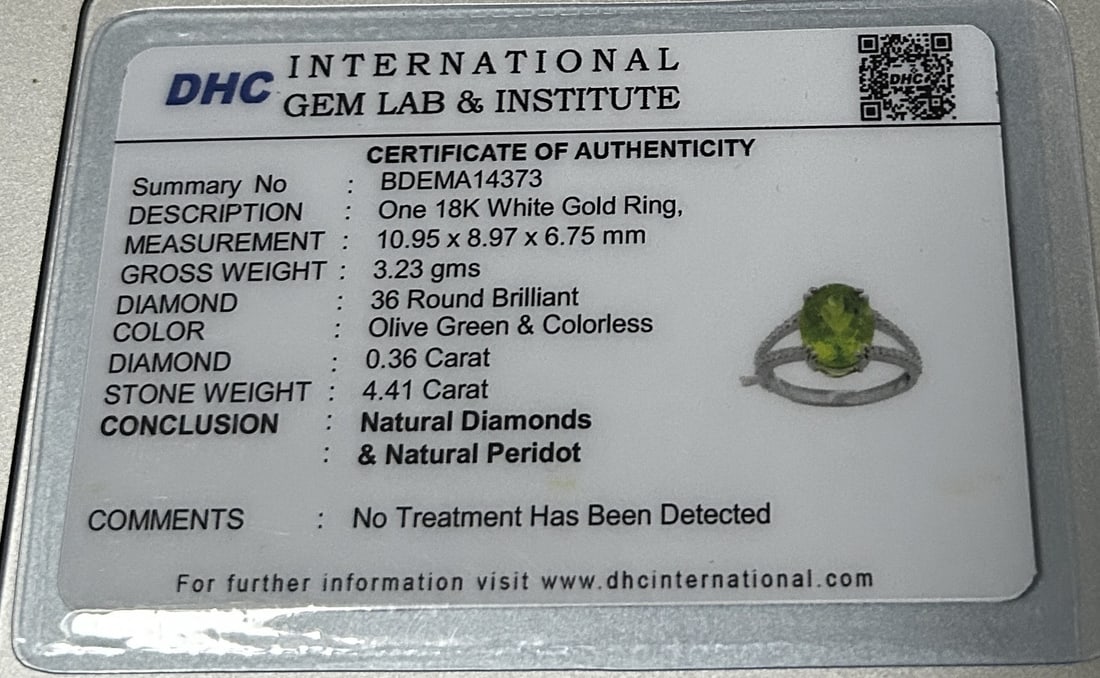 DHC INTERNATIONAL
GEM LAB & INSTITUTE
DHC
CERTIFICATE OF AUTHENTICITY
Summary No : BDEMA14373
DESCRIPTION : One 18K White Gold Ring,
MEASUREMENT : 10.95 x 8.97 x 6.75 mm
GROSS WEIGHT : 3.23 gms
DIAMOND : 36 Round Brilliant
COLOR : Olive Green & Colorless
DIAMOND : 0.36 Carat
STONE WEIGHT : 4.41 Carat
CONCLUSION : Natural Diamonds
: & Natural Peridot
COMMENTS : No Treatment Has Been Detected
For further information visit www.dhcinternational.com